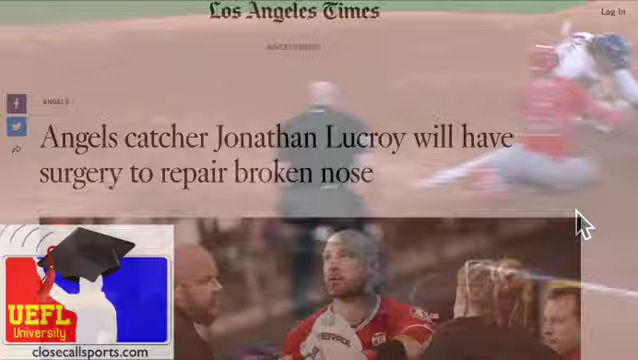 Los Angeles Times
Log In
ADVERTISEMENT
ANGELS
Angels catcher Jonathan Lucroy will have
surgery to repair broken nose
UEFL
University
closecallsports.com